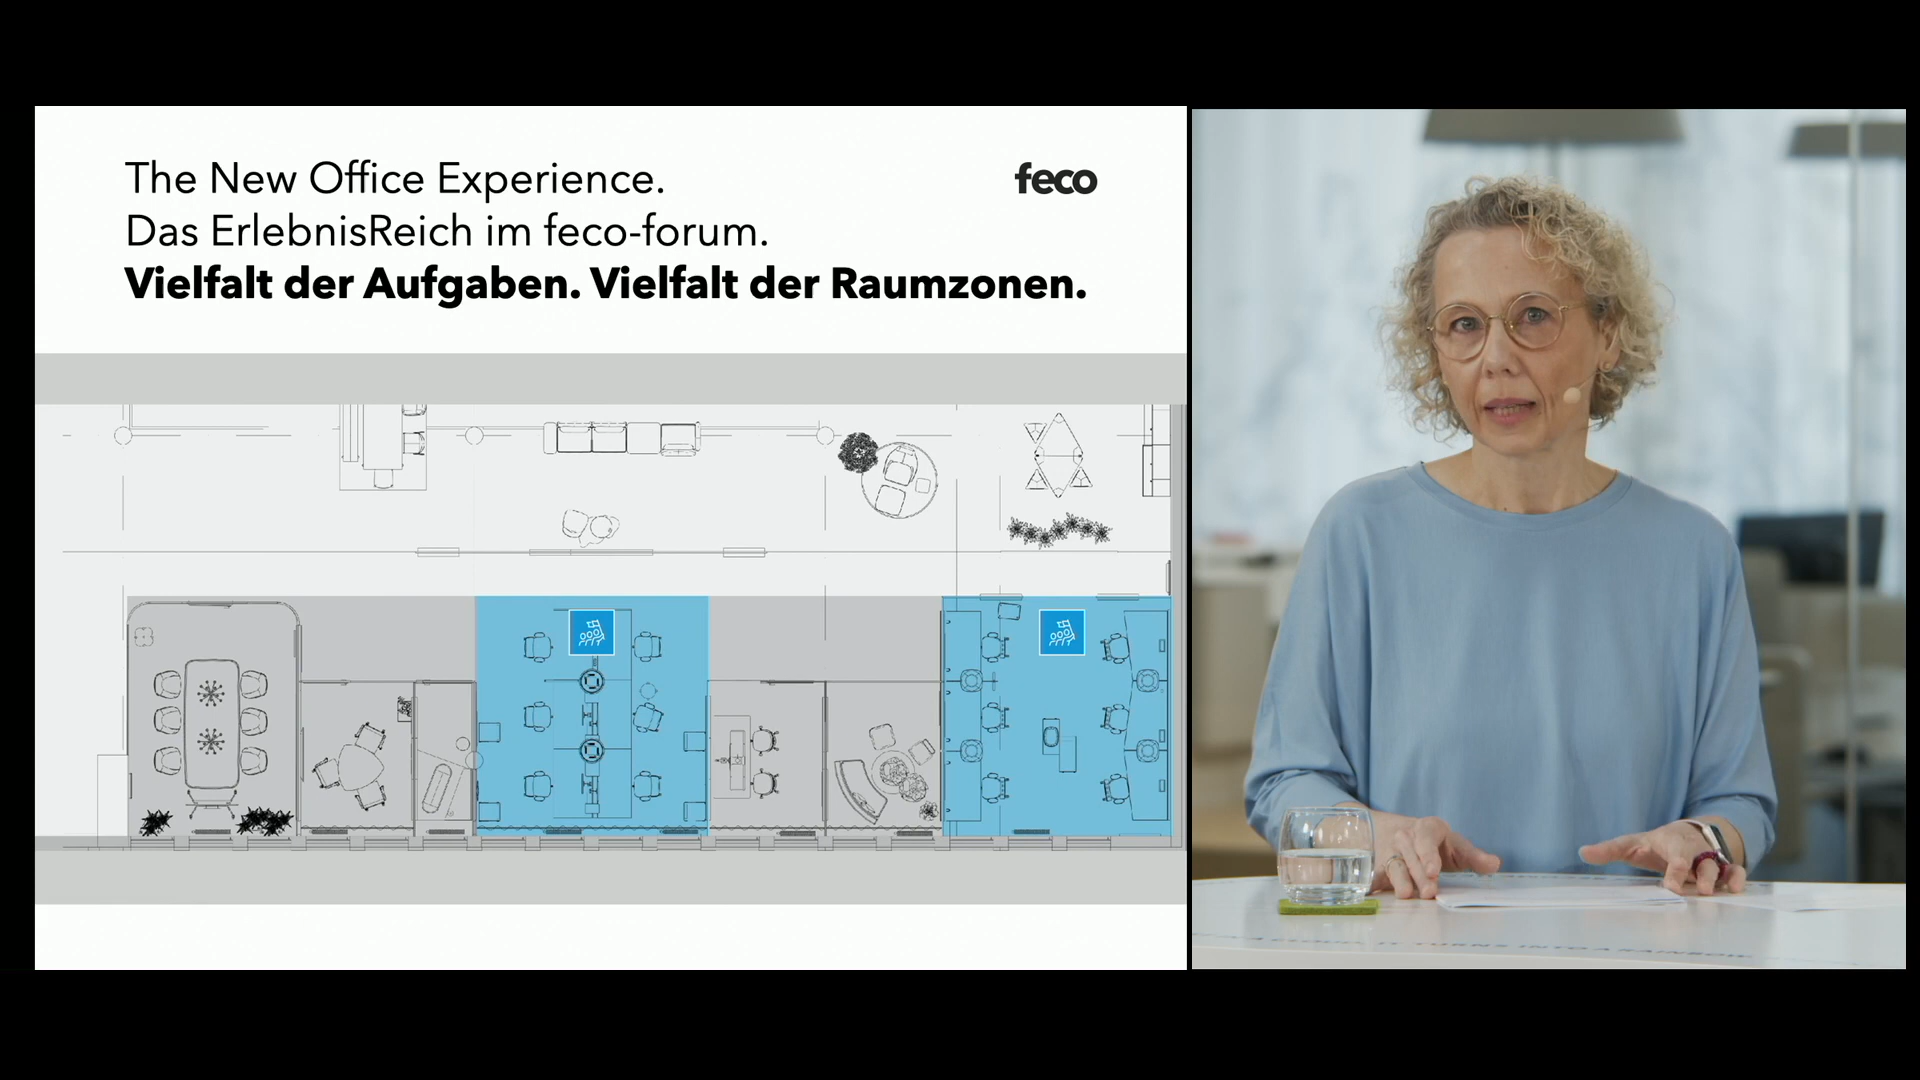 The New Office Experience.
feco
Das ErlebnisReich im feco-forum.
Vielfalt der Aufgaben. Vielfalt der Raumzonen.